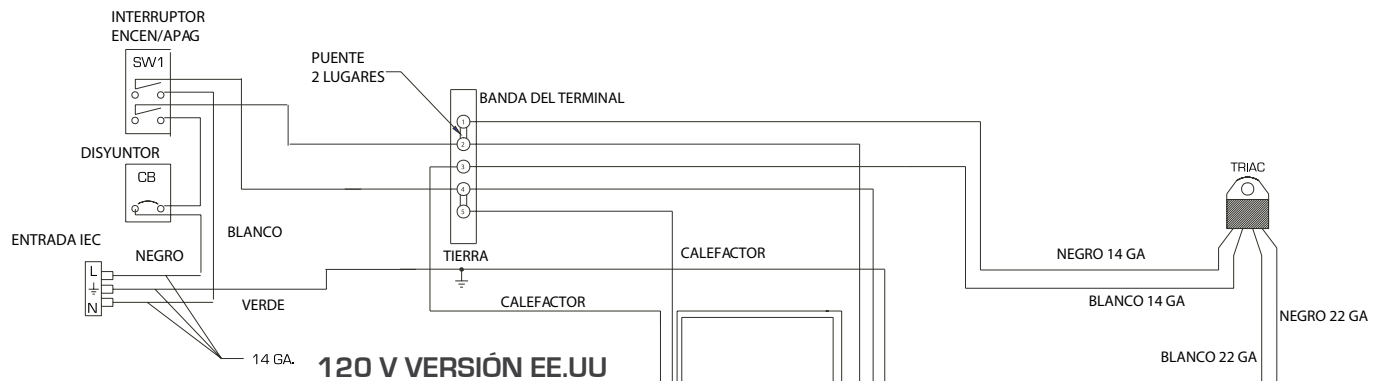 INTERRUPTOR
ENCEN/APAG
SW1
PUENTE
2 LUGARES
BANDA DEL TERMINAL
1
2
3
4
5
DISYUNTOR
CB
TRIAC
BLANCO
ENTRADA IEC
NEGRO
TIERRA
CALEFACTOR
NEGRO 14 GA
L
N
VERDE
CALEFACTOR
BLANCO 14 GA
NEGRO 22 GA
14 GA.
120 V VERSIÓN EE.UU
BLANCO 22 GA